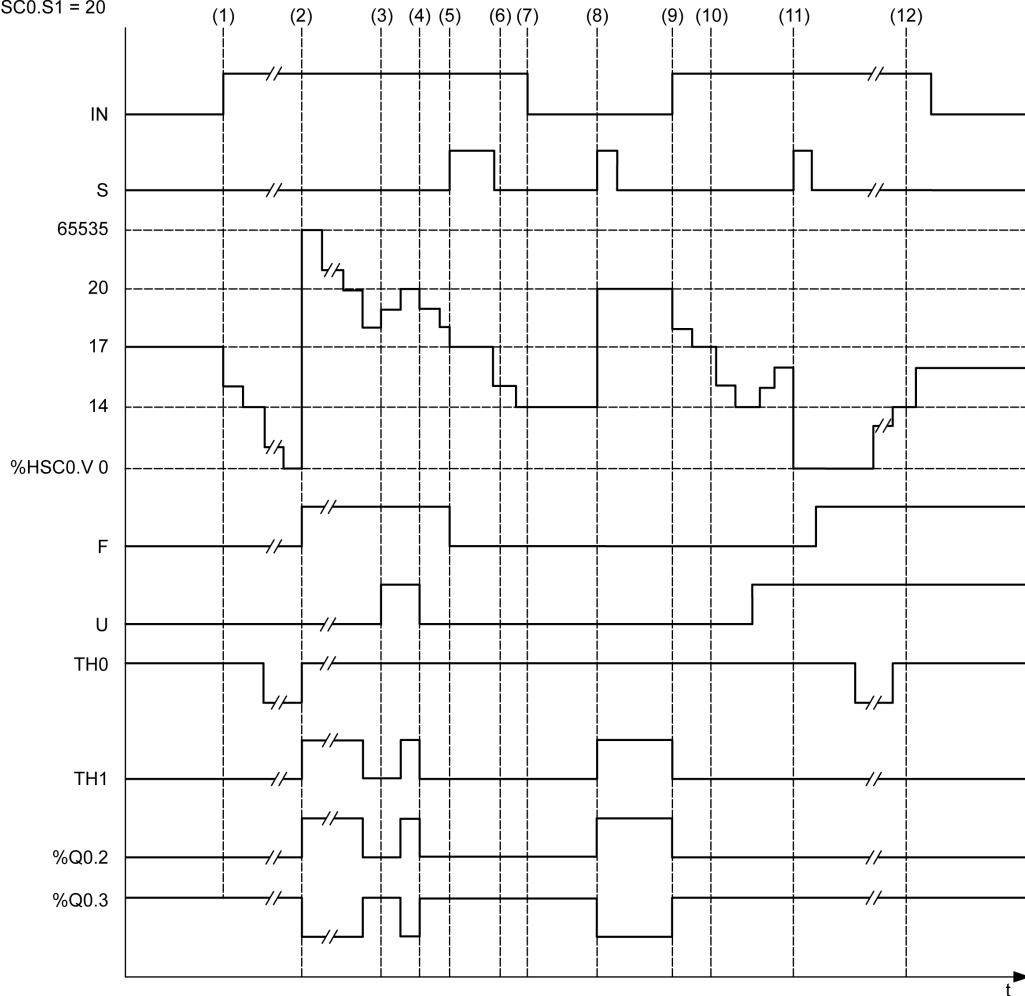 SC0.S1 = 20
(1) (2) (3) (4) (5) (6) (7) (8) (9) (10) (11) (12)
IN
S
65535
20
17
14
%HSC0.V 0
F
U
TH0
TH1
%Q0.2
%Q0.3
t